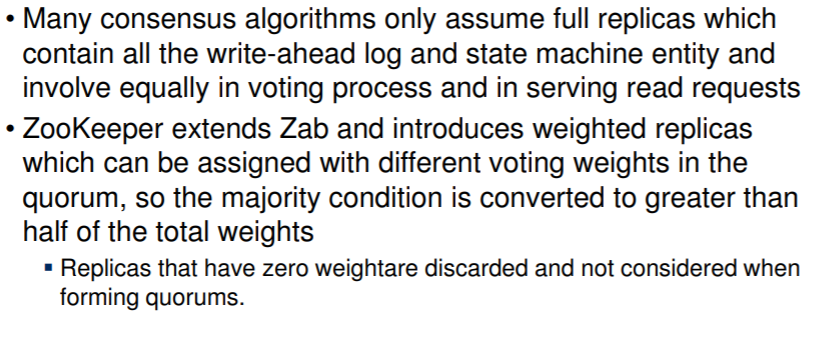 • Many consensus algorithms only assume full replicas which
contain all the write-ahead log and state machine entity and
involve equally in voting process and in serving read requests
• ZooKeeper extends Zab and introduces weighted replicas
which can be assigned with different voting weights in the
quorum, so the majority condition is converted to greater than
half of the total weights
▪ Replicas that have zero weightare discarded and not considered when
forming quorums.